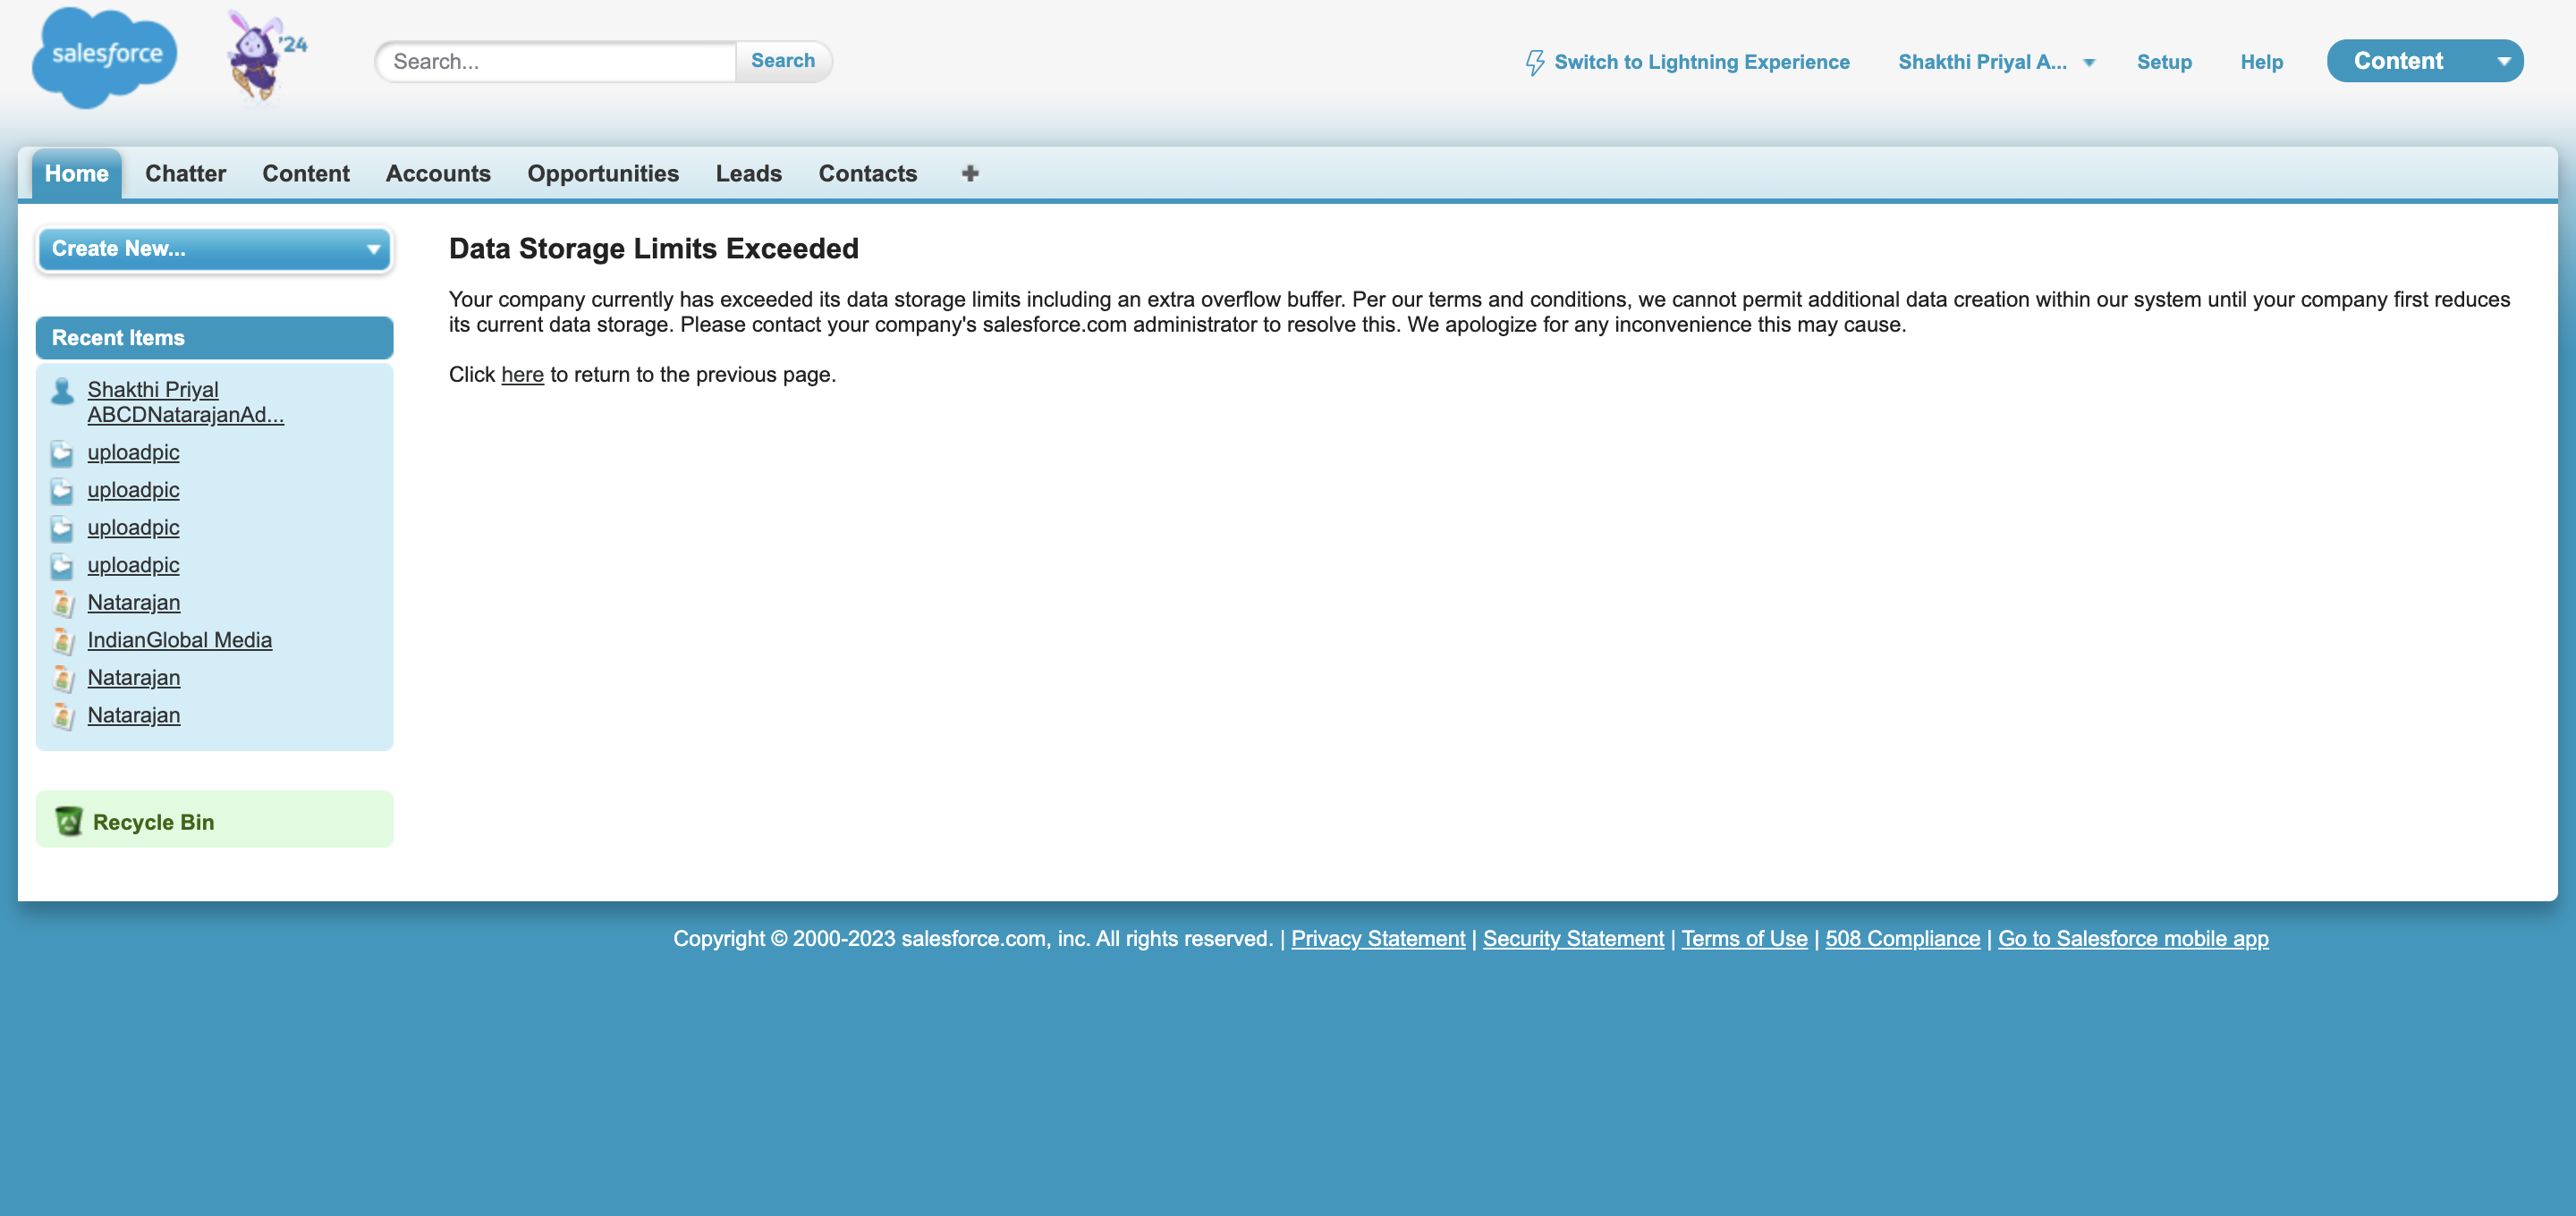 salesforce
'24
Search...
Search
Switch to Lightning Experience
Shakthi Priyal A...
Setup
Help
Content
Home
Chatter
Content
Accounts
Opportunities
Leads
Contacts
Create New...
Recent Items
Shakthi Priyal
ABCDNatarajanAd...
uploadpic
uploadpic
uploadpic
uploadpic
Natarajan
IndianGlobal Media
Natarajan
Natarajan
Recycle Bin
Data Storage Limits Exceeded
Your company currently has exceeded its data storage limits including an extra overflow buffer. Per our terms and conditions, we cannot permit additional data creation within our system until your company first reduces
its current data storage. Please contact your company's salesforce.com administrator to resolve this. We apologize for any inconvenience this may cause.
Click here to return to the previous page.
Copyright © 2000-2023 salesforce.com, inc. All rights reserved. | Privacy Statement | Security Statement | Terms of Use | 508 Compliance | Go to Salesforce mobile app